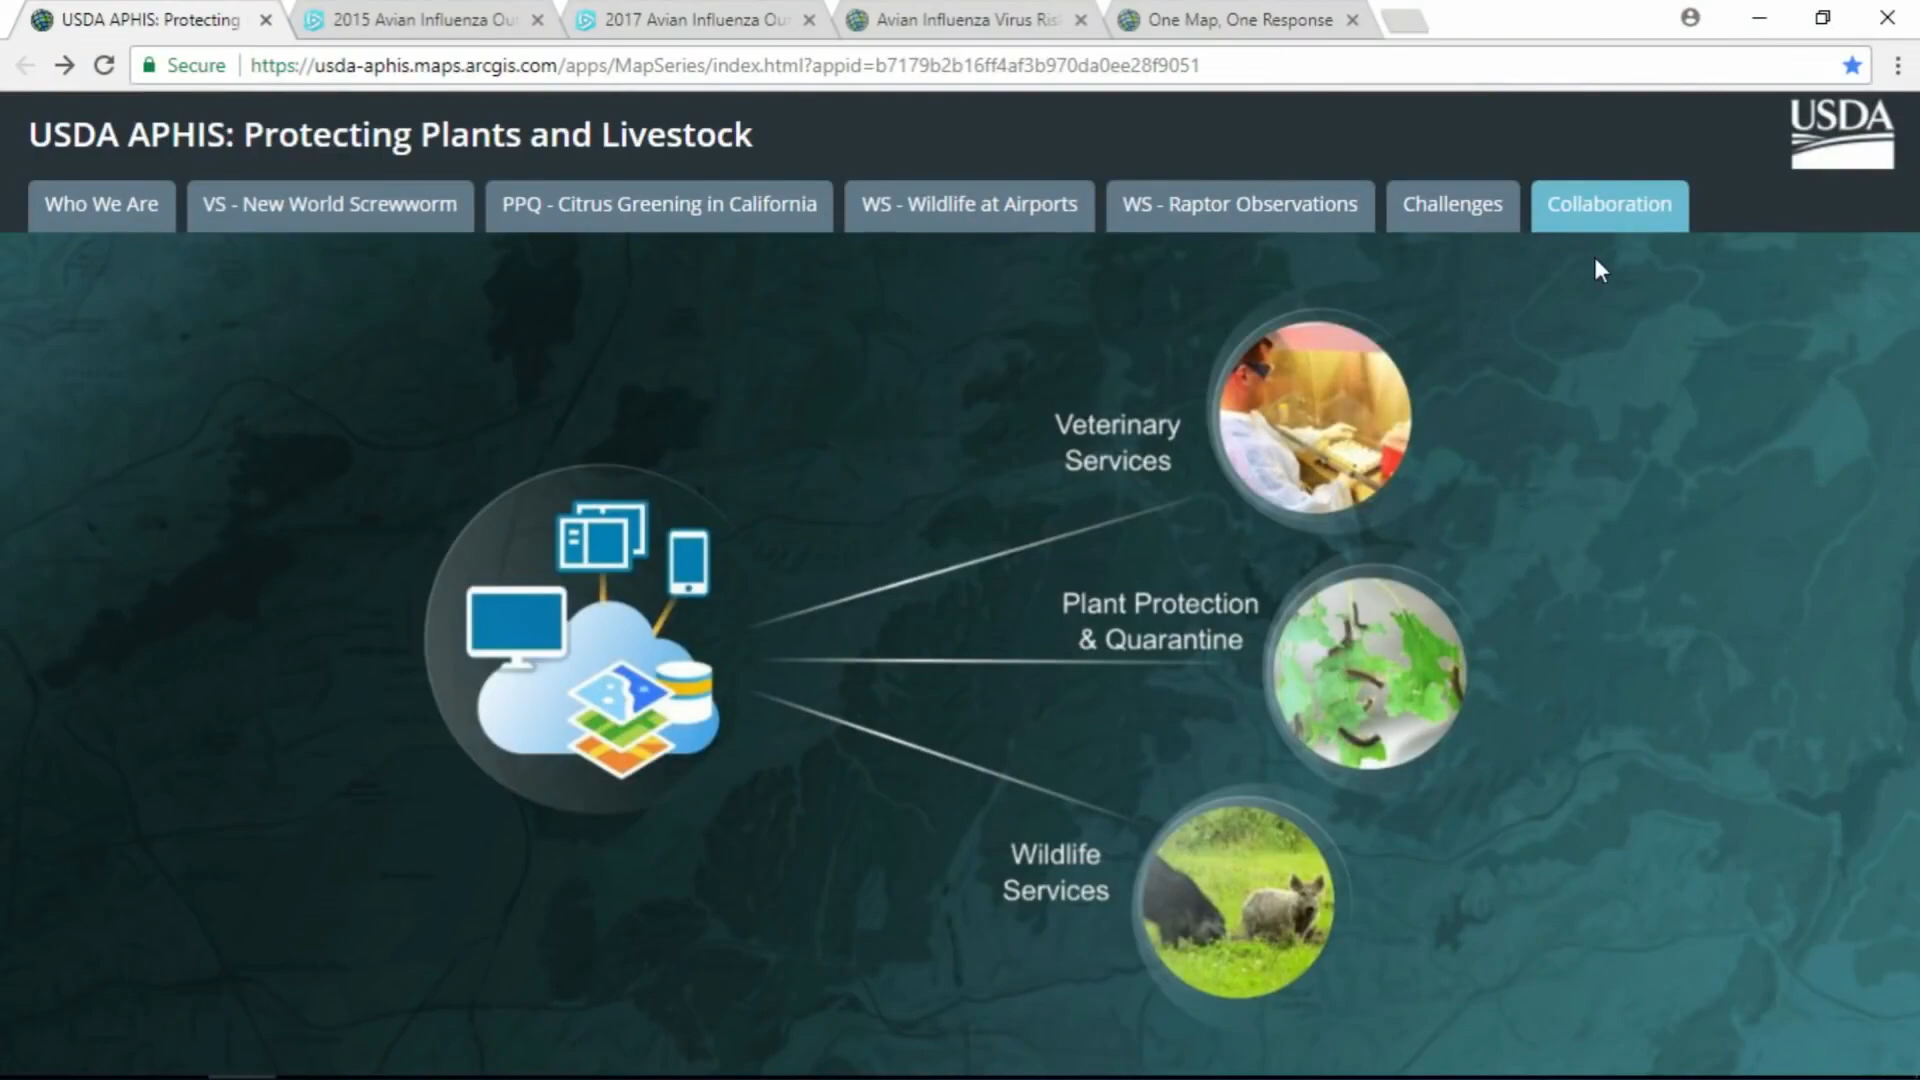 USDA APHIS: Protecting
2015 Avian Influenza Ou
2017 Avian Influenza Ou
Avian Influenza Virus Ris
One Map, One Response
Secure
https://usda-aphis.maps.arcgis.com/apps/MapSeries/index.html?appid=b7179b2b16ff4af3b970da0ee28f9051
USDA APHIS: Protecting Plants and Livestock
USDA
Who We Are
VS - New World Screwworm
PPQ - Citrus Greening in California
WS - Wildlife at Airports
WS - Raptor Observations
Challenges
Collaboration
Veterinary
Services
Plant Protection
& Quarantine
Wildlife
Services